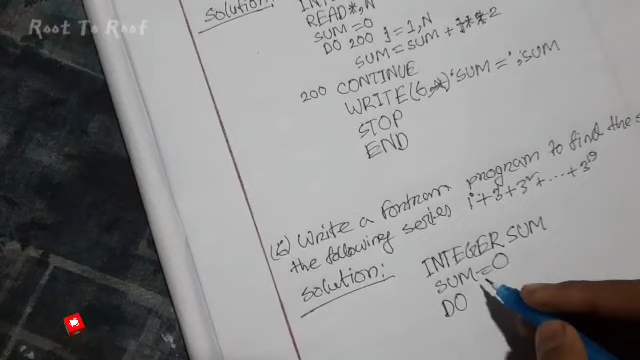 Root To Roof
Solution:
READ*,N
SUM=0
DO 200 I=1,N
SUM=SUM+I**2
200 CONTINUE
WRITE(6,*)'SUM=',SUM
STOP
END
(6) Write a fortran program to find the
the following series
Solution:
INTEGER SUM
SUM=0
DO